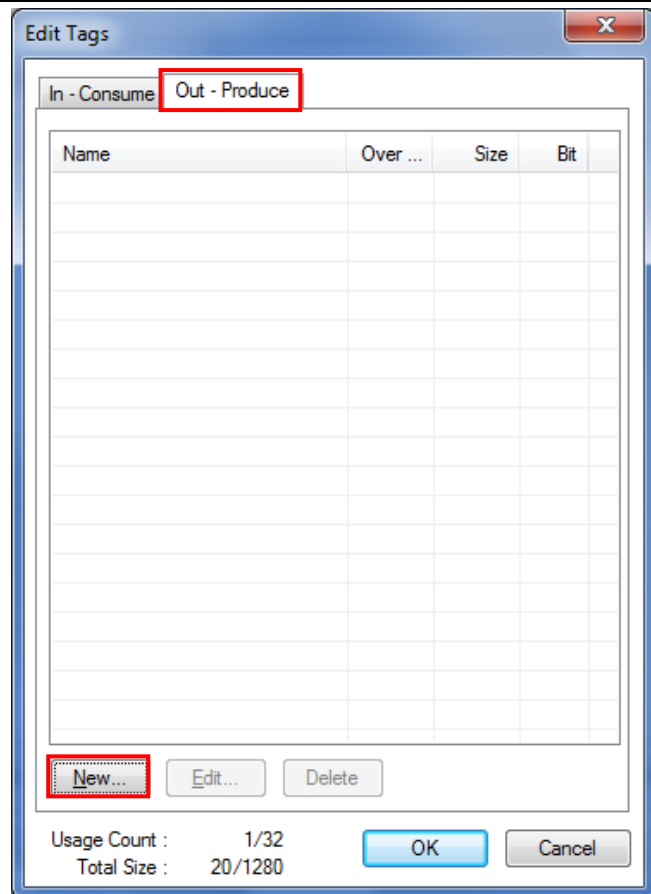 Edit Tags
In - Consume Out - Produce
Name Over ... Size Bit
New... Edit... Delete
Usage Count : 1/32 OK Cancel
Total Size : 20/1280